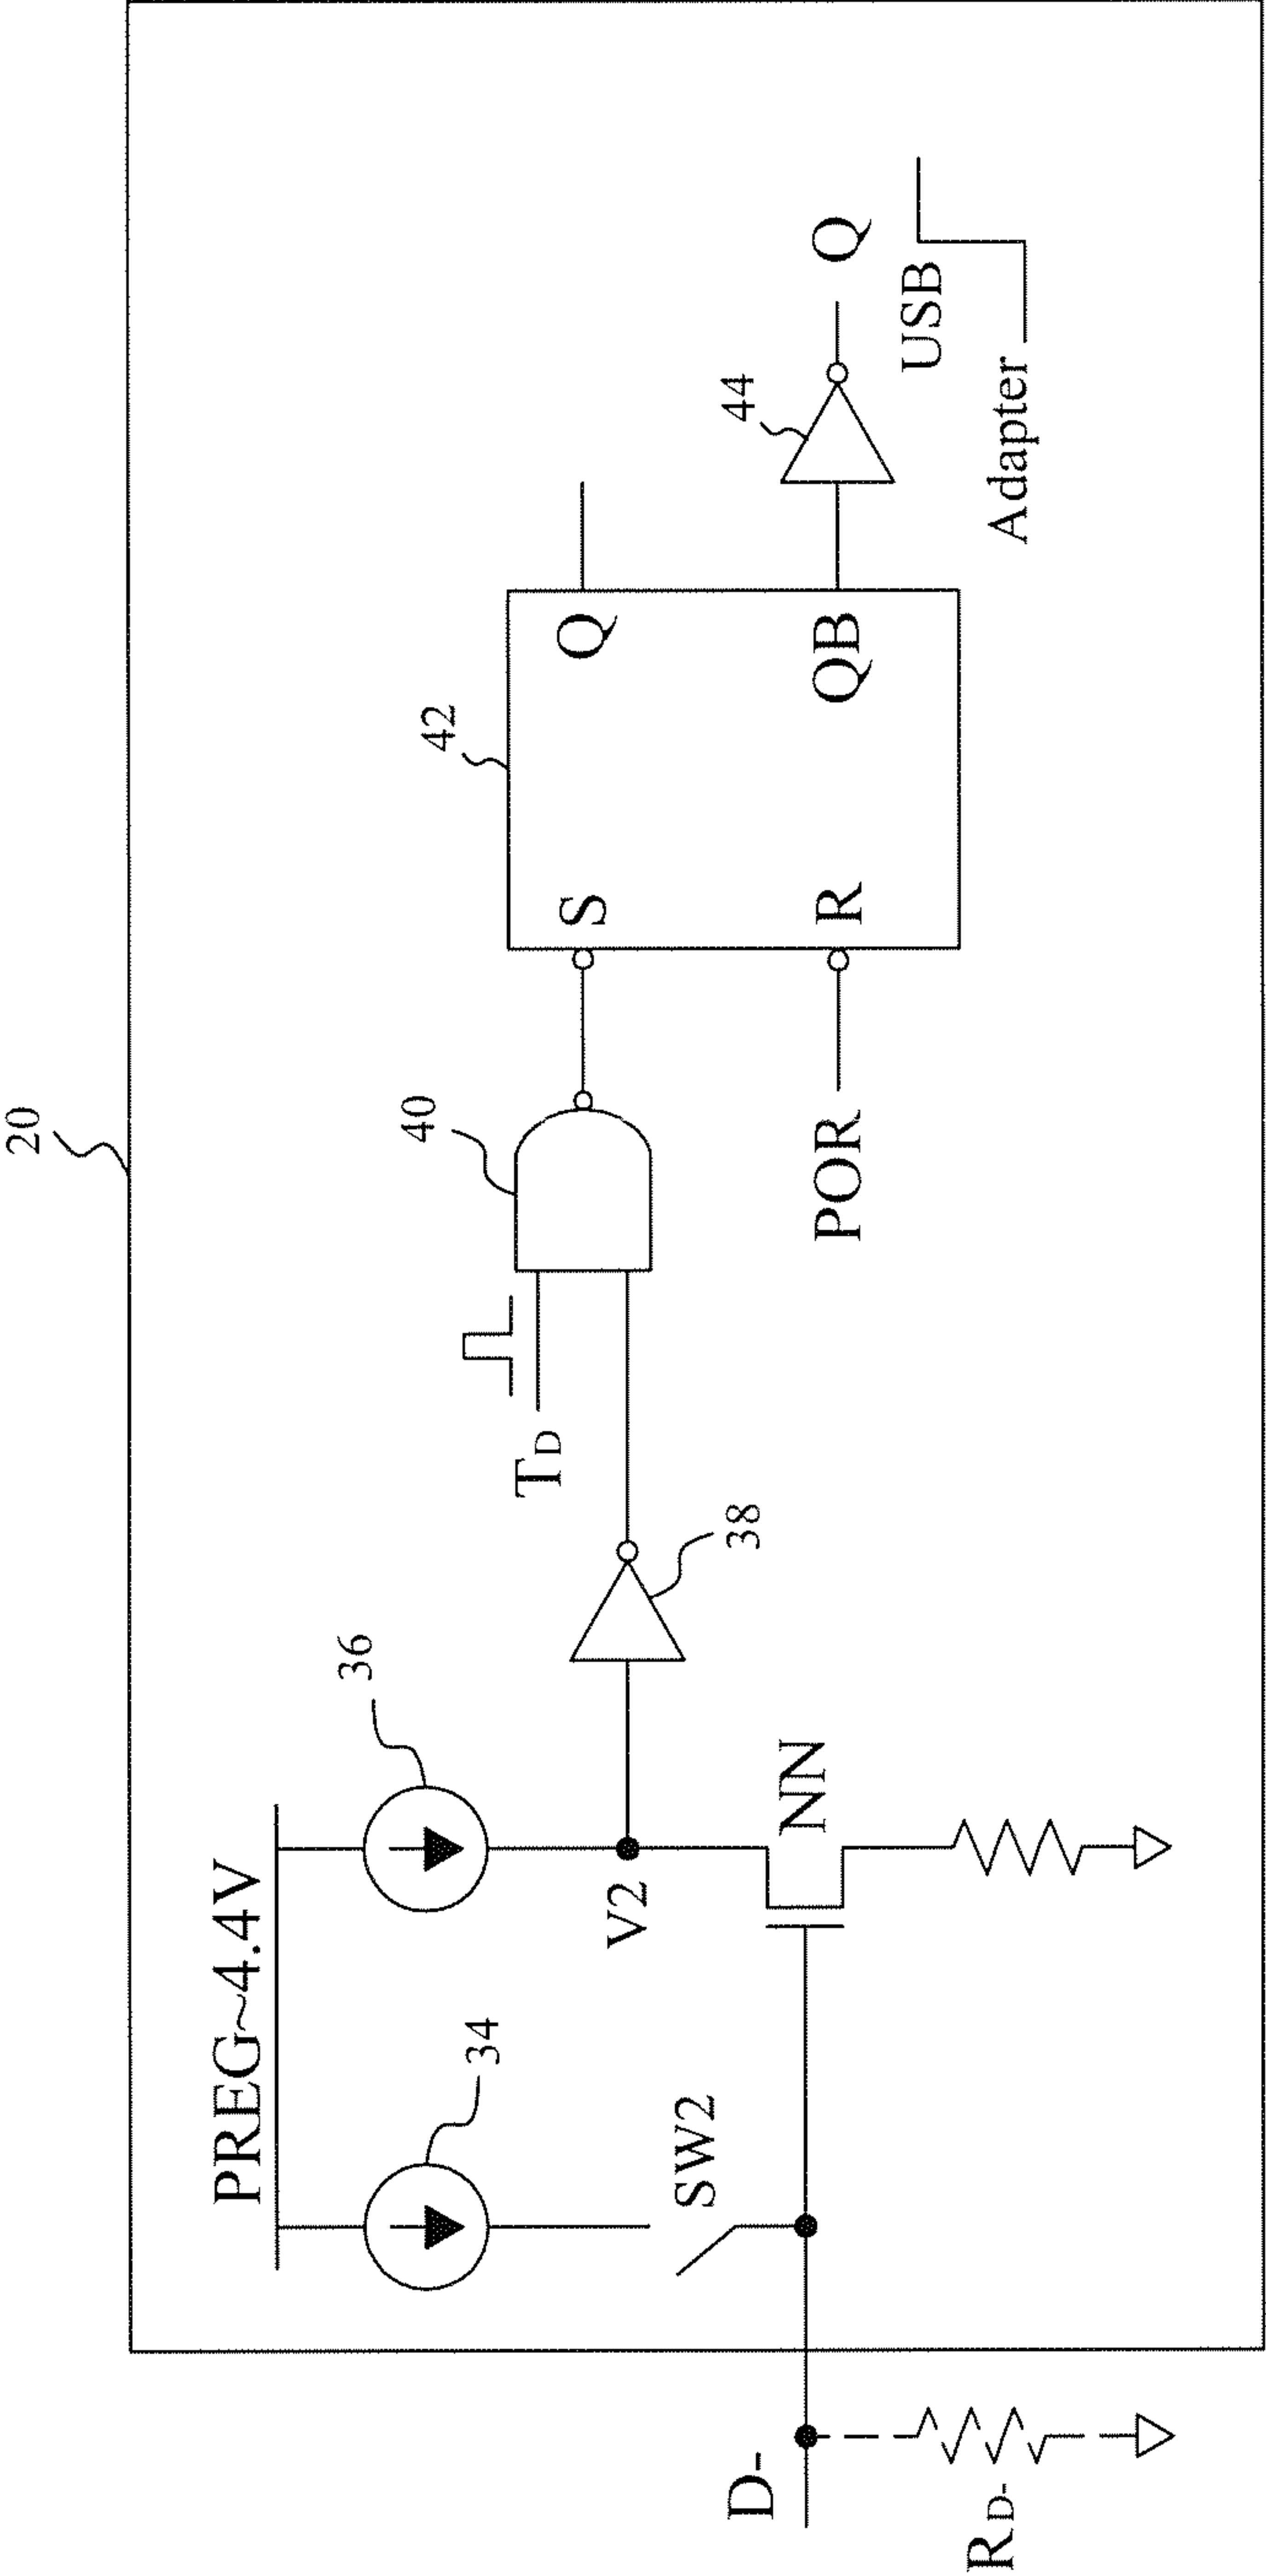 20
PREG~4.4V
34
36
SW2
V2
NN
38
TD
40
42
S
Q
R
QB
POR
44
Q
USB
Adapter
D-
RD-